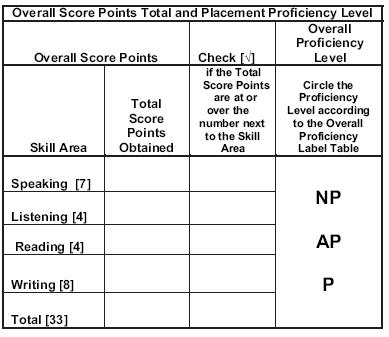 Overall Score Points Total and Placement Proficiency Level
Overall Score Points
Check [√]
if the Total
Score Points
are at or
over the
number next
to the Skill
Area
Overall
Proficiency
Level
Circle the
Proficiency
Level according
to the Overall
Proficiency
Label Table
Skill Area
Total
Score
Points
Obtained
Speaking [7]
Listening [4]
Reading [4]
Writing [8]
Total [33]
NP
AP
P